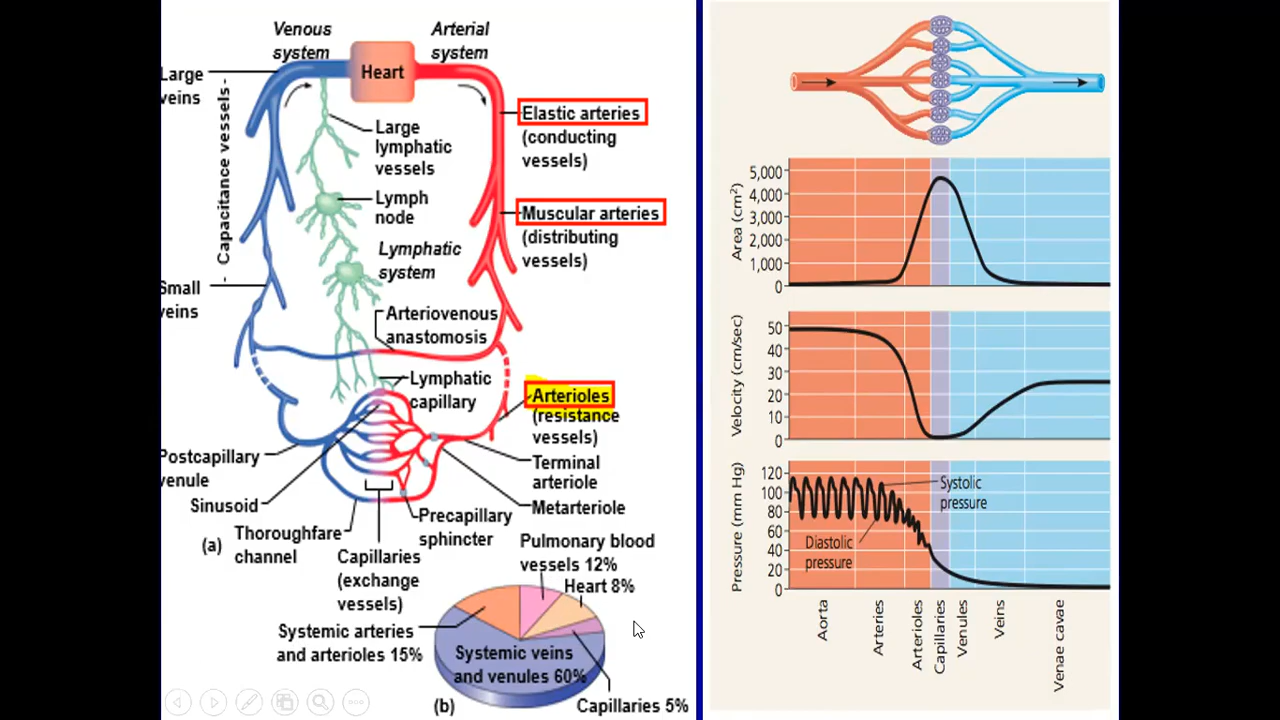 Venous
system
Arterial
system
Heart
Large
veins
- Capacitance vessels -
Elastic arteries
(conducting
vessels)
Large
lymphatic
vessels
Lymph
node
Muscular arteries
(distributing
vessels)
Lymphatic
system
Small
veins
Arteriovenous
anastomosis
Lymphatic
capillary
Arterioles
(resistance
vessels)
Postcapillary
venule
Terminal
arteriole
Sinusoid
Metarteriole
Thoroughfare
channel
Precapillary
sphincter
(a)
Capillaries
(exchange
vessels)
Pulmonary blood
vessels 12%
Heart 8%
Systemic arteries
and arterioles 15%
Systemic veins
and venules 60%
Capillaries 5%
(b)
Area (cm²)
5,000
4,000
3,000
2,000
1,000
0
Velocity (cm/sec)
50
40
30
20
10
0
Pressure (mm Hg)
120
100
80
60
40
20
0
Systolic
pressure
Diastolic
pressure
Aorta
Arteries
Arterioles
Capillaries
Venules
Veins
Venae cavae